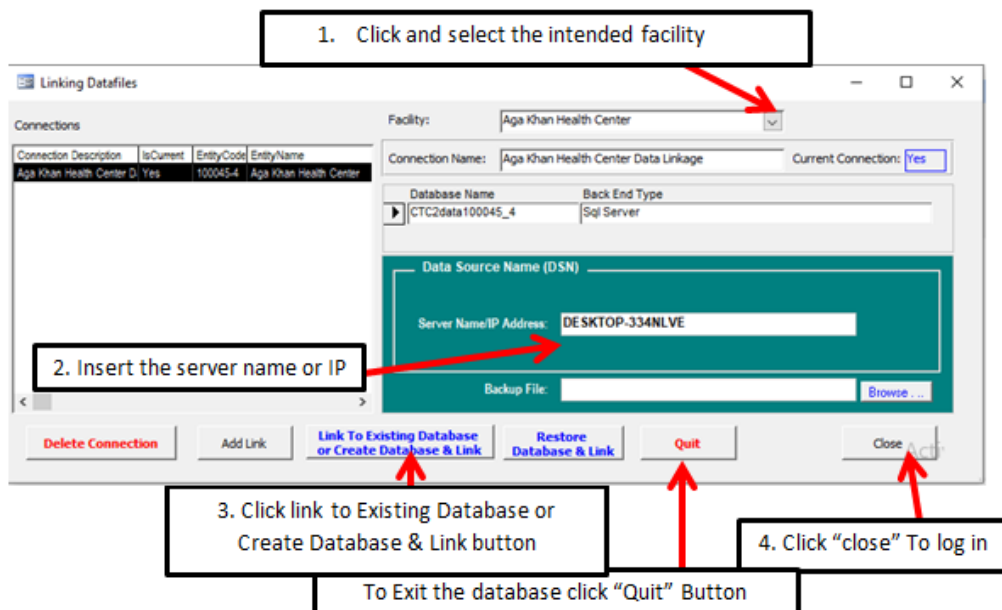 1. Click and select the intended facility
Linking Datafiles
Connections
Facility: Aga Khan Health Center
Connection Description IsCurrent EntityCode EntityName
Aga Khan Health Center D Yes 100045-4 Aga Khan Health Center
Connection Name: Aga Khan Health Center Data Linkage Current Connection: Yes
Database Name Back End Type
CTC2data100045_4 Sql Server
Data Source Name (DSN)
Server Name/IP Address: DESKTOP-334NLVE
2. Insert the server name or IP
Backup File: Browse . . .
Delete Connection
Add Link
Link To Existing Database
or Create Database & Link
Restore
Database & Link
Quit
Close
Activ
3. Click link to Existing Database or
Create Database & Link button
4. Click “close” To log in
To Exit the database click “Quit” Button